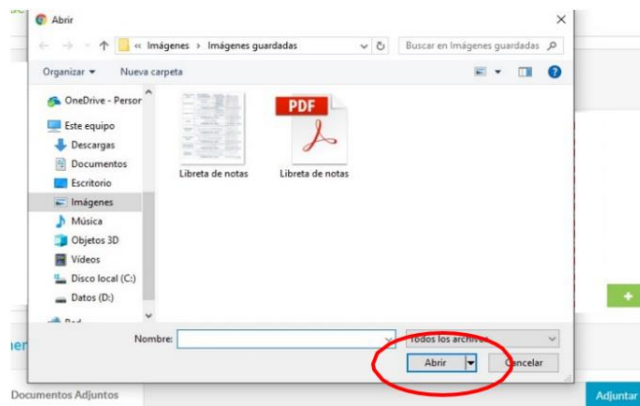 Abrir
« Imágenes › Imágenes guardadas
Buscar en Imágenes guardadas
Organizar
Nueva carpeta
OneDrive - Person
Este equipo
Descargas
Documentos
Escritorio
Imágenes
Música
Objetos 3D
Vídeos
Disco local (C:)
Datos (D:)
PDF
Libreta de notas
Libreta de notas
Nombre:
Todos los archivos
Abrir
Cancelar
Documentos Adjuntos
Adjuntar